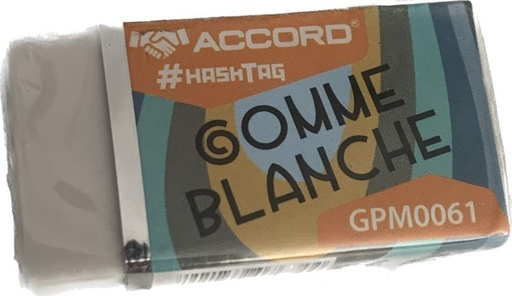 ACCORD®
#HASHTAG
GOMME
BLANCHE
GPM0061